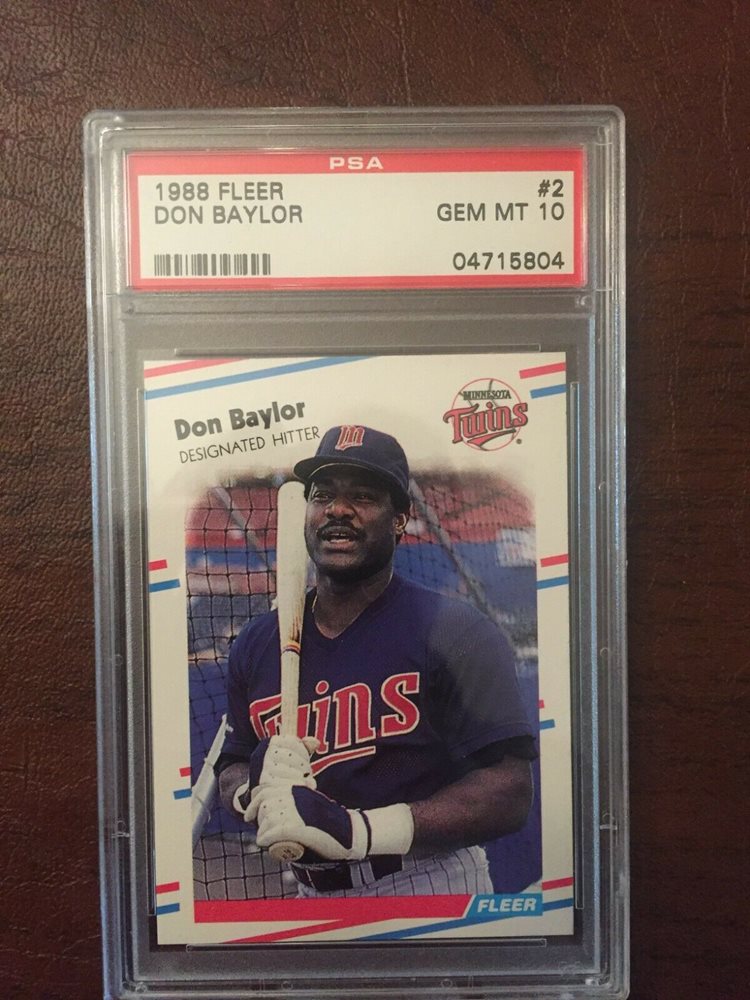 PSA
1988 FLEER #2
DON BAYLOR GEM MT 10
04715804
Don Baylor
DESIGNATED HITTER
MINNESOTA
Twins
M
Twins
FLEER